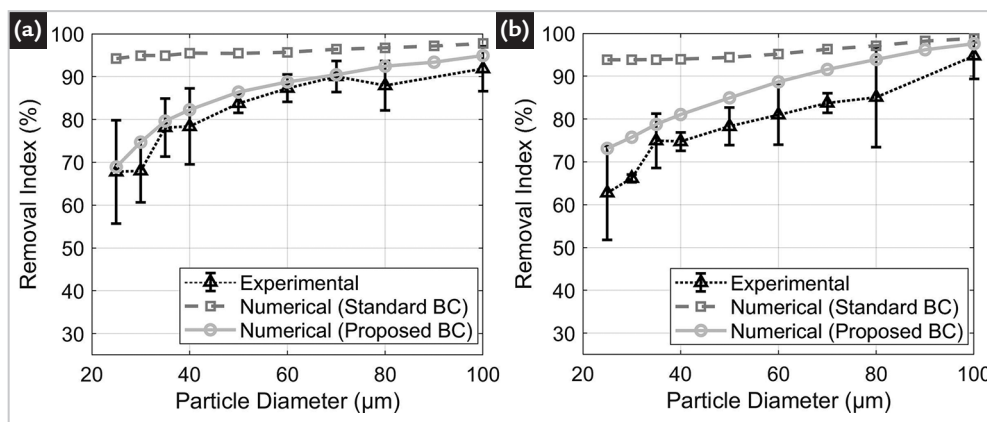 (a)
100
90
80
70
60
50
40
30
Removal Index (%)
Experimental
Numerical (Standard BC)
Numerical (Proposed BC)
20 40 60 80 100
Particle Diameter (μm)
(b)
100
90
80
70
60
50
40
30
Removal Index (%)
Experimental
Numerical (Standard BC)
Numerical (Proposed BC)
20 40 60 80 100
Particle Diameter (μm)